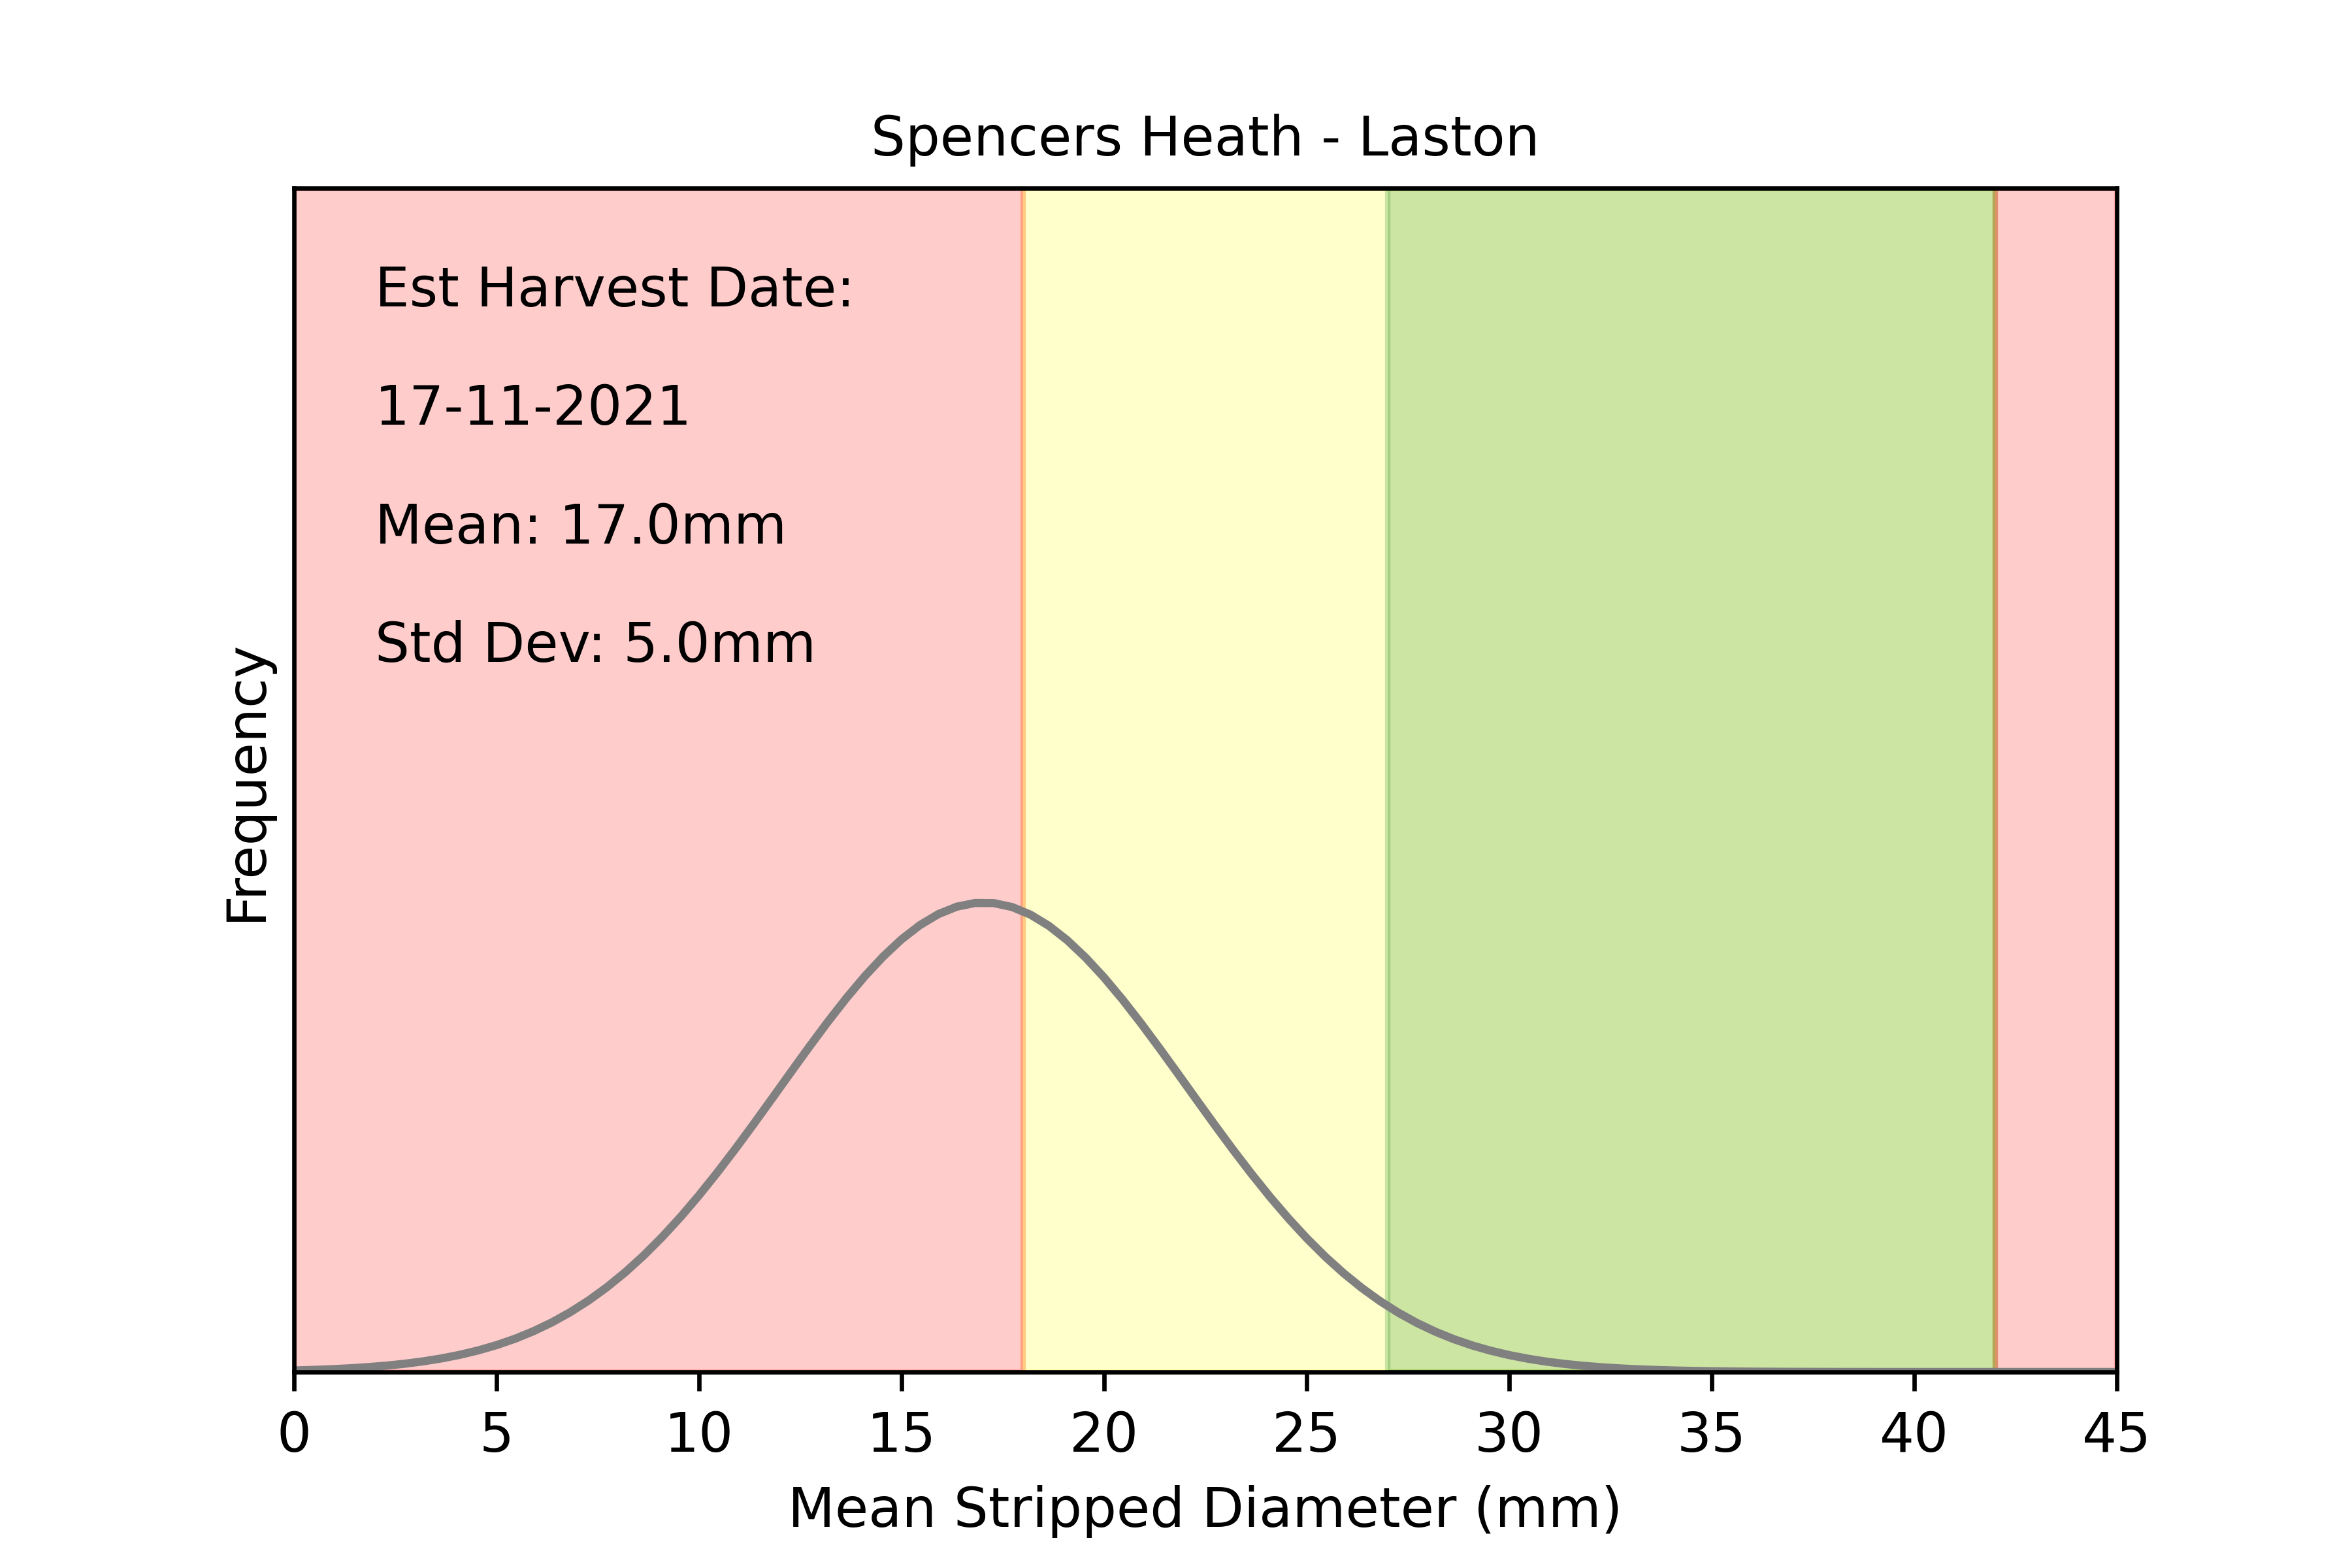 Spencers Heath - Laston
Est Harvest Date:
17-11-2021
Mean: 17.0mm
Std Dev: 5.0mm
Frequency
0 5 10 15 20 25 30 35 40 45
Mean Stripped Diameter (mm)